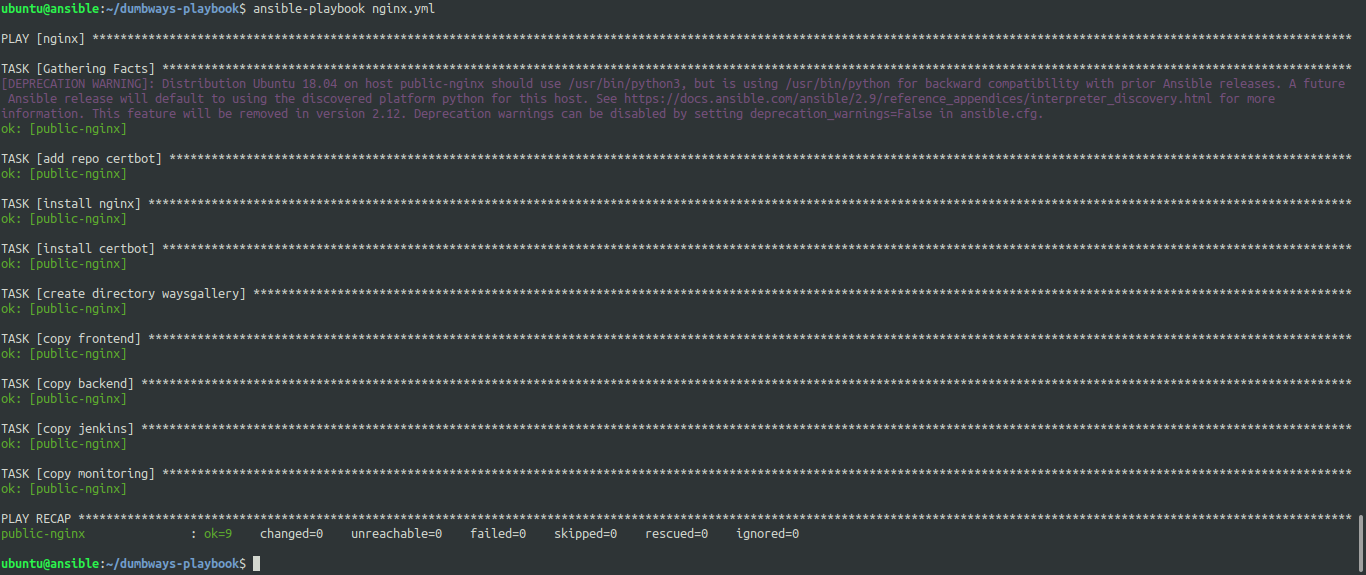 ubuntu@ansible:~/dumbways-playbook$ ansible-playbook nginx.yml
PLAY [nginx] ************************************************************************************************************************************************************************************
TASK [Gathering Facts] **************************************************************************************************************************************************************************
[DEPRECATION WARNING]: Distribution Ubuntu 18.04 on host public-nginx should use /usr/bin/python3, but is using /usr/bin/python for backward compatibility with prior Ansible releases. A future
 Ansible release will default to using the discovered platform python for this host. See https://docs.ansible.com/ansible/2.9/reference_appendices/interpreter_discovery.html for more
information. This feature will be removed in version 2.12. Deprecation warnings can be disabled by setting deprecation_warnings=False in ansible.cfg.
ok: [public-nginx]
TASK [add repo certbot] *************************************************************************************************************************************************************************
ok: [public-nginx]
TASK [install nginx] ****************************************************************************************************************************************************************************
ok: [public-nginx]
TASK [install certbot] **************************************************************************************************************************************************************************
ok: [public-nginx]
TASK [create directory waysgallery] *************************************************************************************************************************************************************
ok: [public-nginx]
TASK [copy frontend] ****************************************************************************************************************************************************************************
ok: [public-nginx]
TASK [copy backend] *****************************************************************************************************************************************************************************
ok: [public-nginx]
TASK [copy jenkins] *****************************************************************************************************************************************************************************
ok: [public-nginx]
TASK [copy monitoring] **************************************************************************************************************************************************************************
ok: [public-nginx]
PLAY RECAP **************************************************************************************************************************************************************************************
public-nginx               : ok=9    changed=0    unreachable=0    failed=0    skipped=0    rescued=0    ignored=0
ubuntu@ansible:~/dumbways-playbook$